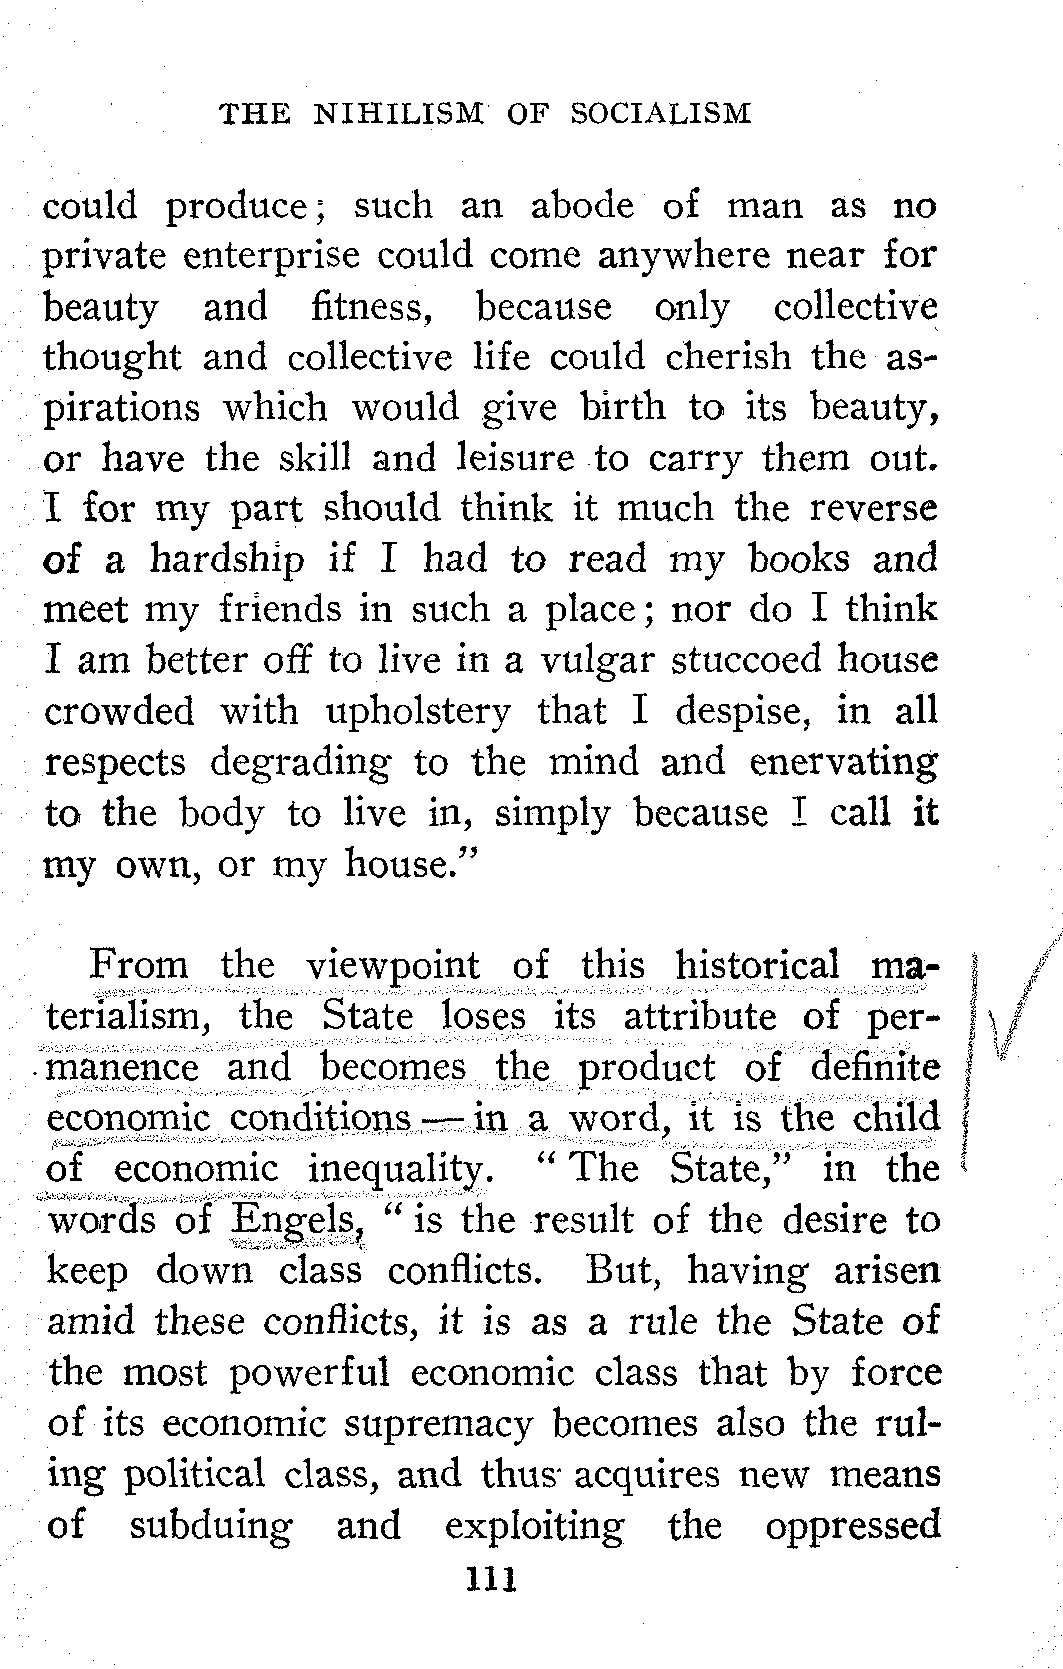 THE NIHILISM OF SOCIALISM
could produce; such an abode of man as no
private enterprise could come anywhere near for
beauty and fitness, because only collective
thought and collective life could cherish the as-
pirations which would give birth to its beauty,
or have the skill and leisure to carry them out.
I for my part should think it much the reverse
of a hardship if I had to read my books and
meet my friends in such a place; nor do I think
I am better off to live in a vulgar stuccoed house
crowded with upholstery that I despise, in all
respects degrading to the mind and enervating
to the body to live in, simply because I call it
my own, or my house."
From the viewpoint of this historical ma-
terialism, the State loses its attribute of per-
manence and becomes the product of definite
economic conditions — in a word, it is the child
of economic inequality. "The State," in the
words of Engels, "is the result of the desire to
keep down class conflicts. But, having arisen
amid these conflicts, it is as a rule the State of
the most powerful economic class that by force
of its economic supremacy becomes also the rul-
ing political class, and thus acquires new means
of subduing and exploiting the oppressed
111